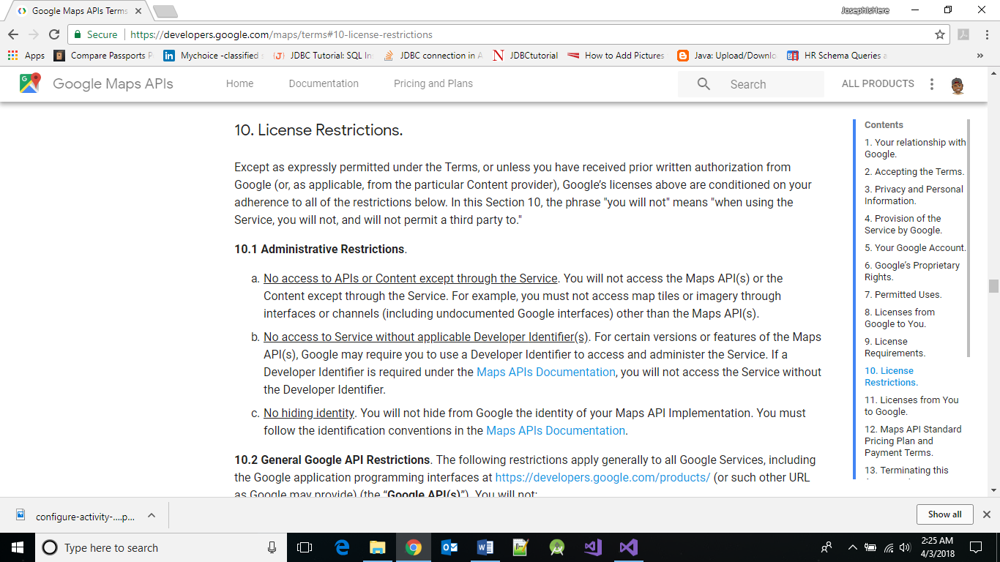 Google Maps APIs Terms
JosephIsHere
Secure
https://developers.google.com/maps/terms#10-license-restrictions
Apps
Compare Passports P
Mychoice -classified
JDBC Tutorial: SQL In
JDBC connection in A
JDBCtutorial
How to Add Pictures
Java: Upload/Downlo
HR Schema Queries a
»
Google Maps APIs
Home
Documentation
Pricing and Plans
Search
ALL PRODUCTS
10. License Restrictions.
Except as expressly permitted under the Terms, or unless you have received prior written authorization from
Google (or, as applicable, from the particular Content provider), Google's licenses above are conditioned on your
adherence to all of the restrictions below. In this Section 10, the phrase "you will not" means "when using the
Service, you will not, and will not permit a third party to."
10.1 Administrative Restrictions.
a. No access to APIs or Content except through the Service. You will not access the Maps API(s) or the
Content except through the Service. For example, you must not access map tiles or imagery through
interfaces or channels (including undocumented Google interfaces) other than the Maps API(s).
b. No access to Service without applicable Developer Identifier(s). For certain versions or features of the Maps
API(s), Google may require you to use a Developer Identifier to access and administer the Service. If a
Developer Identifier is required under the Maps APIs Documentation, you will not access the Service without
the Developer Identifier.
c. No hiding identity. You will not hide from Google the identity of your Maps API Implementation. You must
follow the identification conventions in the Maps APIs Documentation.
10.2 General Google API Restrictions. The following restrictions apply generally to all Google Services, including
the Google application programming interfaces at https://developers.google.com/products/ (or such other URL
as Google may provide) (the “Google API(s)”). You will not:
Contents
1. Your relationship with
Google.
2. Accepting the Terms.
3. Privacy and Personal
Information.
4. Provision of the
Service by Google.
5. Your Google Account.
6. Google's Proprietary
Rights.
7. Permitted Uses.
8. Licenses from
Google to You.
9. License
Requirements.
10. License
Restrictions.
11. Licenses from You
to Google.
12. Maps API Standard
Pricing Plan and
Payment Terms.
13. Terminating this
configure-activity-....p...
Show all
Type here to search
2:25 AM
4/3/2018